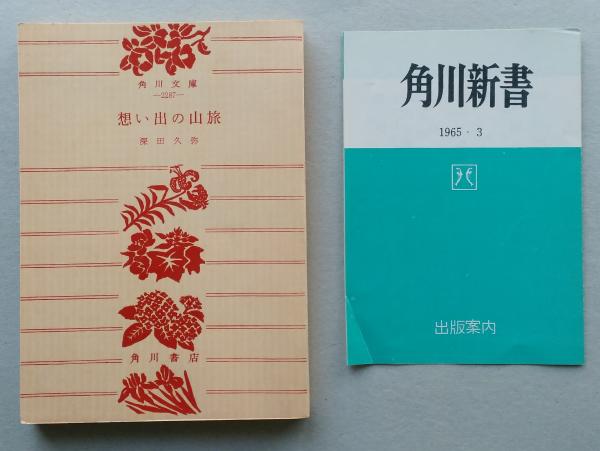 角川文庫
—2287—
想い出の山旅
深田久弥
角川書店
角川新書
1965・3
出版案内